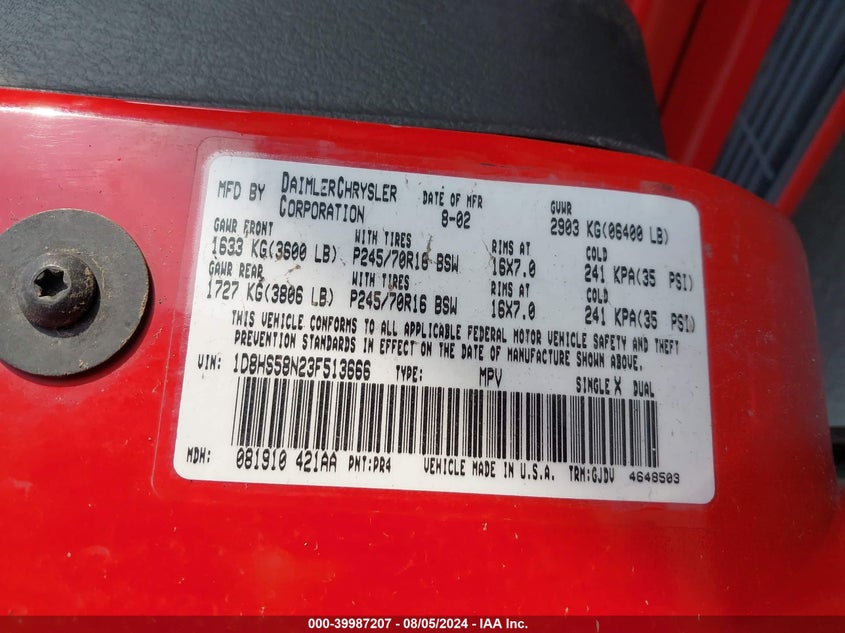 MFD BY DAIMLERCHRYSLER CORPORATION DATE OF MFR 8-02 GVWR 2903 KG(06400 LB)
GAWR FRONT WITH TIRES RIMS AT COLD
1633 KG(3600 LB) P245/70R16 BSW 16X7.0 241 KPA(35 PSI)
GAWR REAR WITH TIRES RIMS AT COLD
1727 KG(3806 LB) P245/70R16 BSW 16X7.0 241 KPA(35 PSI)
THIS VEHICLE CONFORMS TO ALL APPLICABLE FEDERAL MOTOR VEHICLE SAFETY AND THEFT
PREVENTION STANDARDS IN EFFECT ON THE DATE OF MANUFACTURE SHOWN ABOVE.
VIN: 1D8HS58N23F513666 TYPE: MPV SINGLE X DUAL
MDH: 081910 421AA PNT:PR4 VEHICLE MADE IN U.S.A. TRM:GJDV 4648503
000-39987207 - 08/05/2024 - IAA Inc.